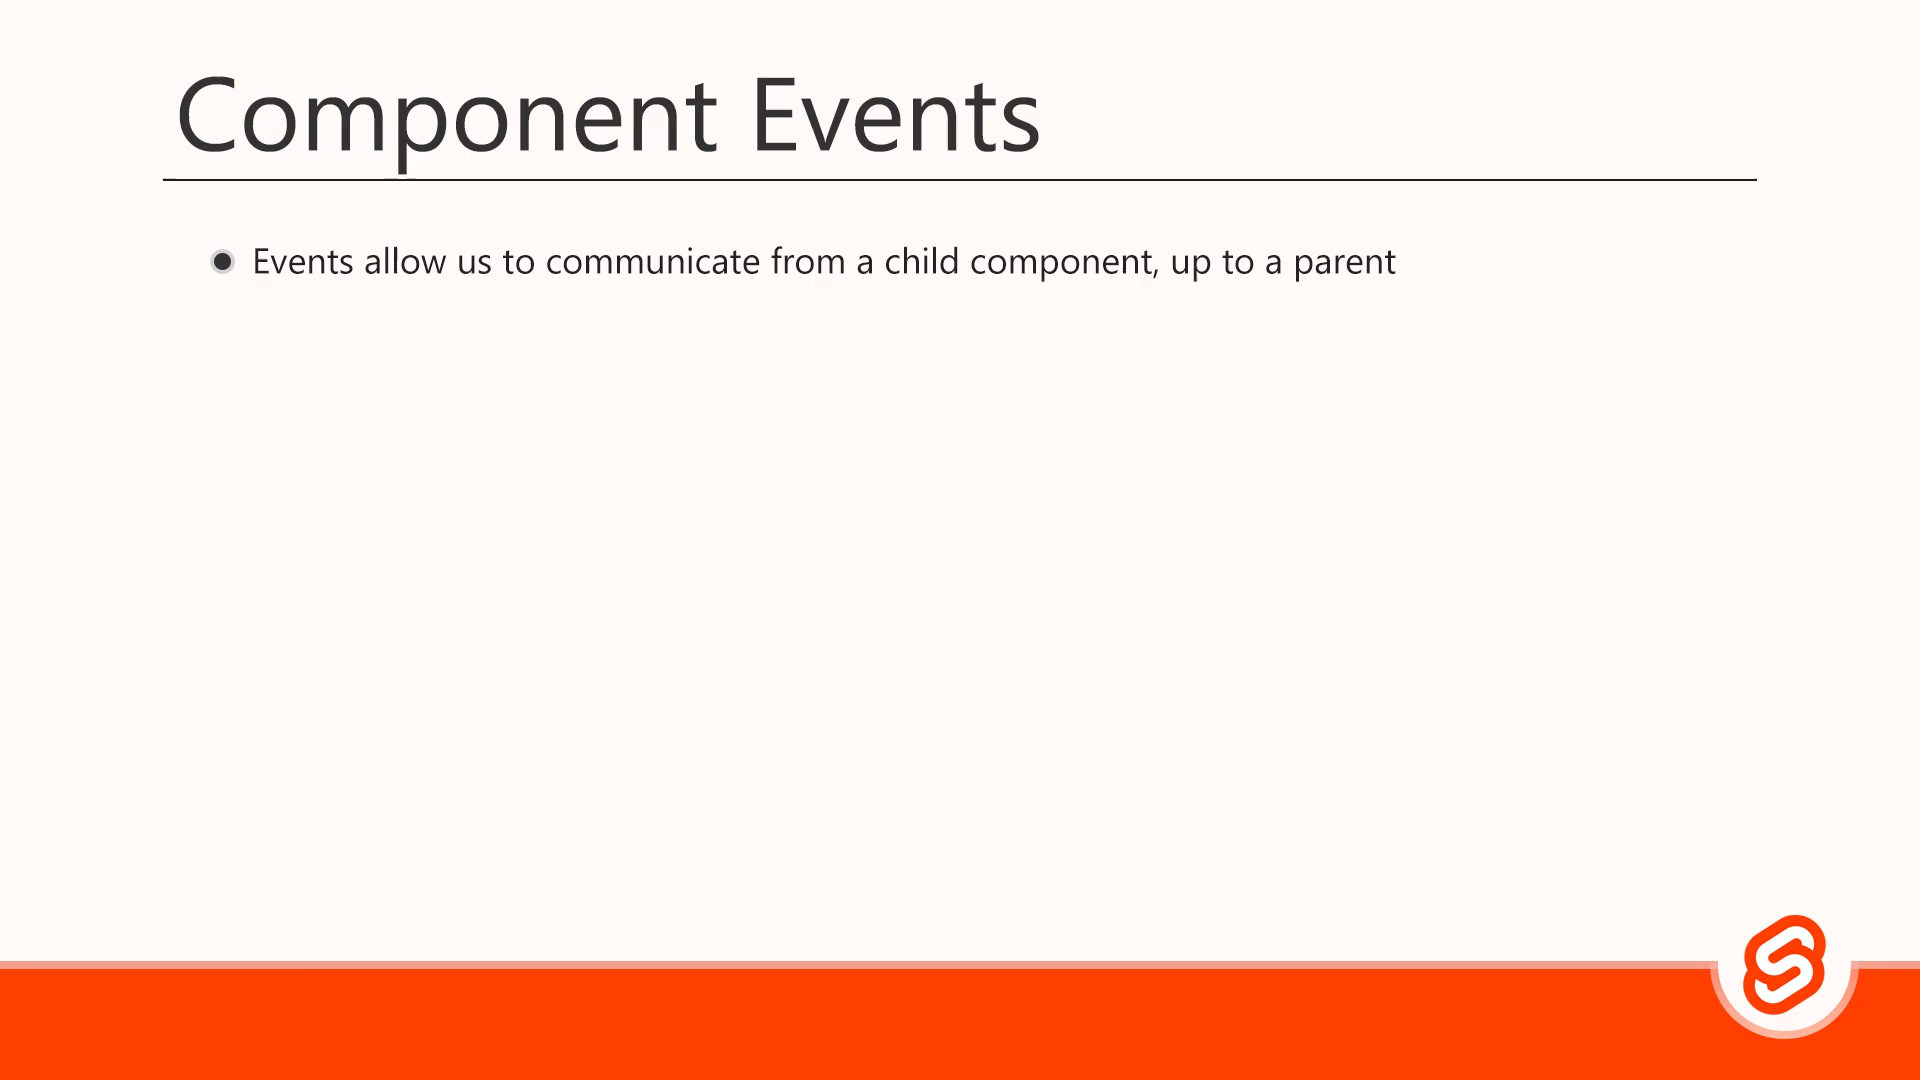 Component Events
Events allow us to communicate from a child component, up to a parent